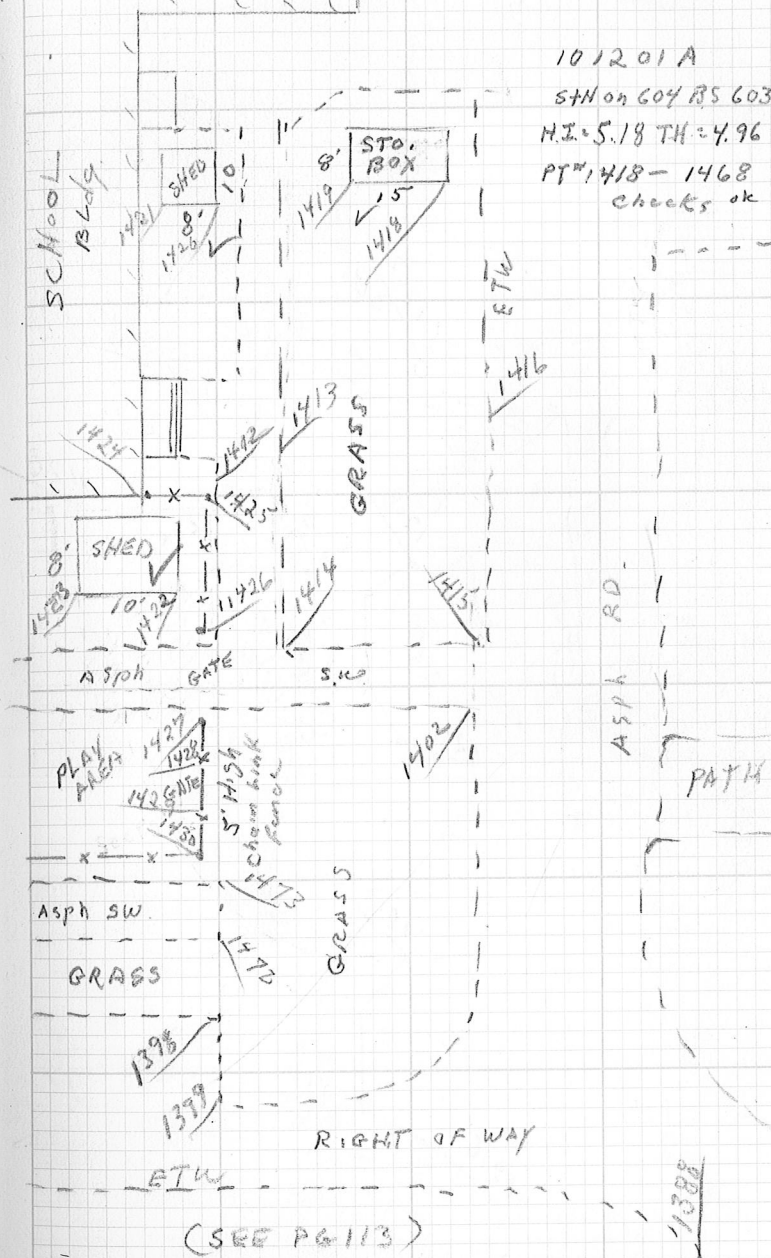 101201A
StN on 604 BS 603
H.I.=5.18 TH=4.96
PT# 1418 - 1468
checks ok
STO.
BOX
8'
15
1419
1418
SCHOOL
BLdg.
SHED
10
8'
1421
1420
ETW
1416
1413
GRASS
1424
1412
1425
SHED
8'
10'
1423
1422
1426
1414
1415
Asph
GATE
S.W.
ASph RD.
1402
PLAY
AREA
1427
1428
1429
GATE
1430
5' High
Chain Link
Fence
PATH
1473
Asph SW.
1472
GRASS
GRASS
1398
1399
RIGHT OF WAY
ETW
1388
(SEE PG 113)